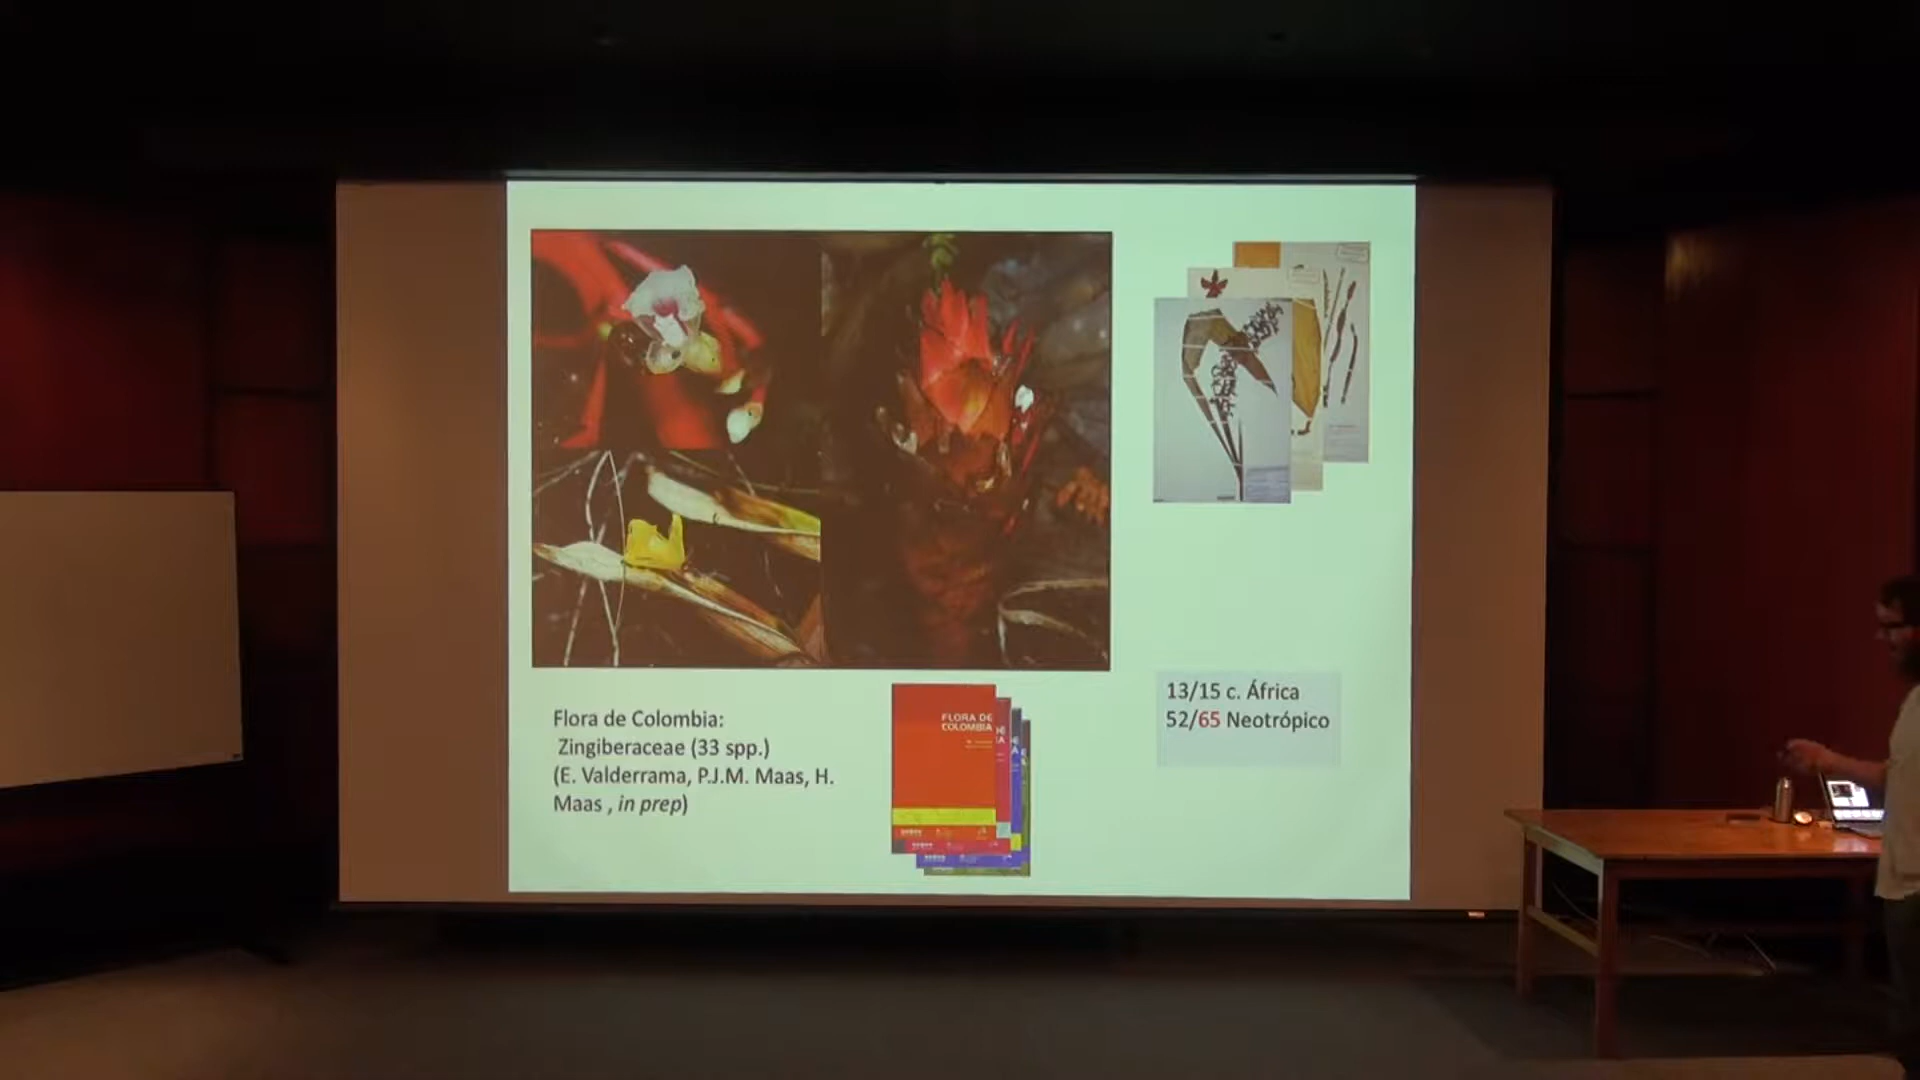 Flora de Colombia:
Zingiberaceae (33 spp.)
(E. Valderrama, P.J.M. Maas, H.
Maas , in prep)
FLORA DE
COLOMBIA
13/15 c. África
52/65 Neotrópico